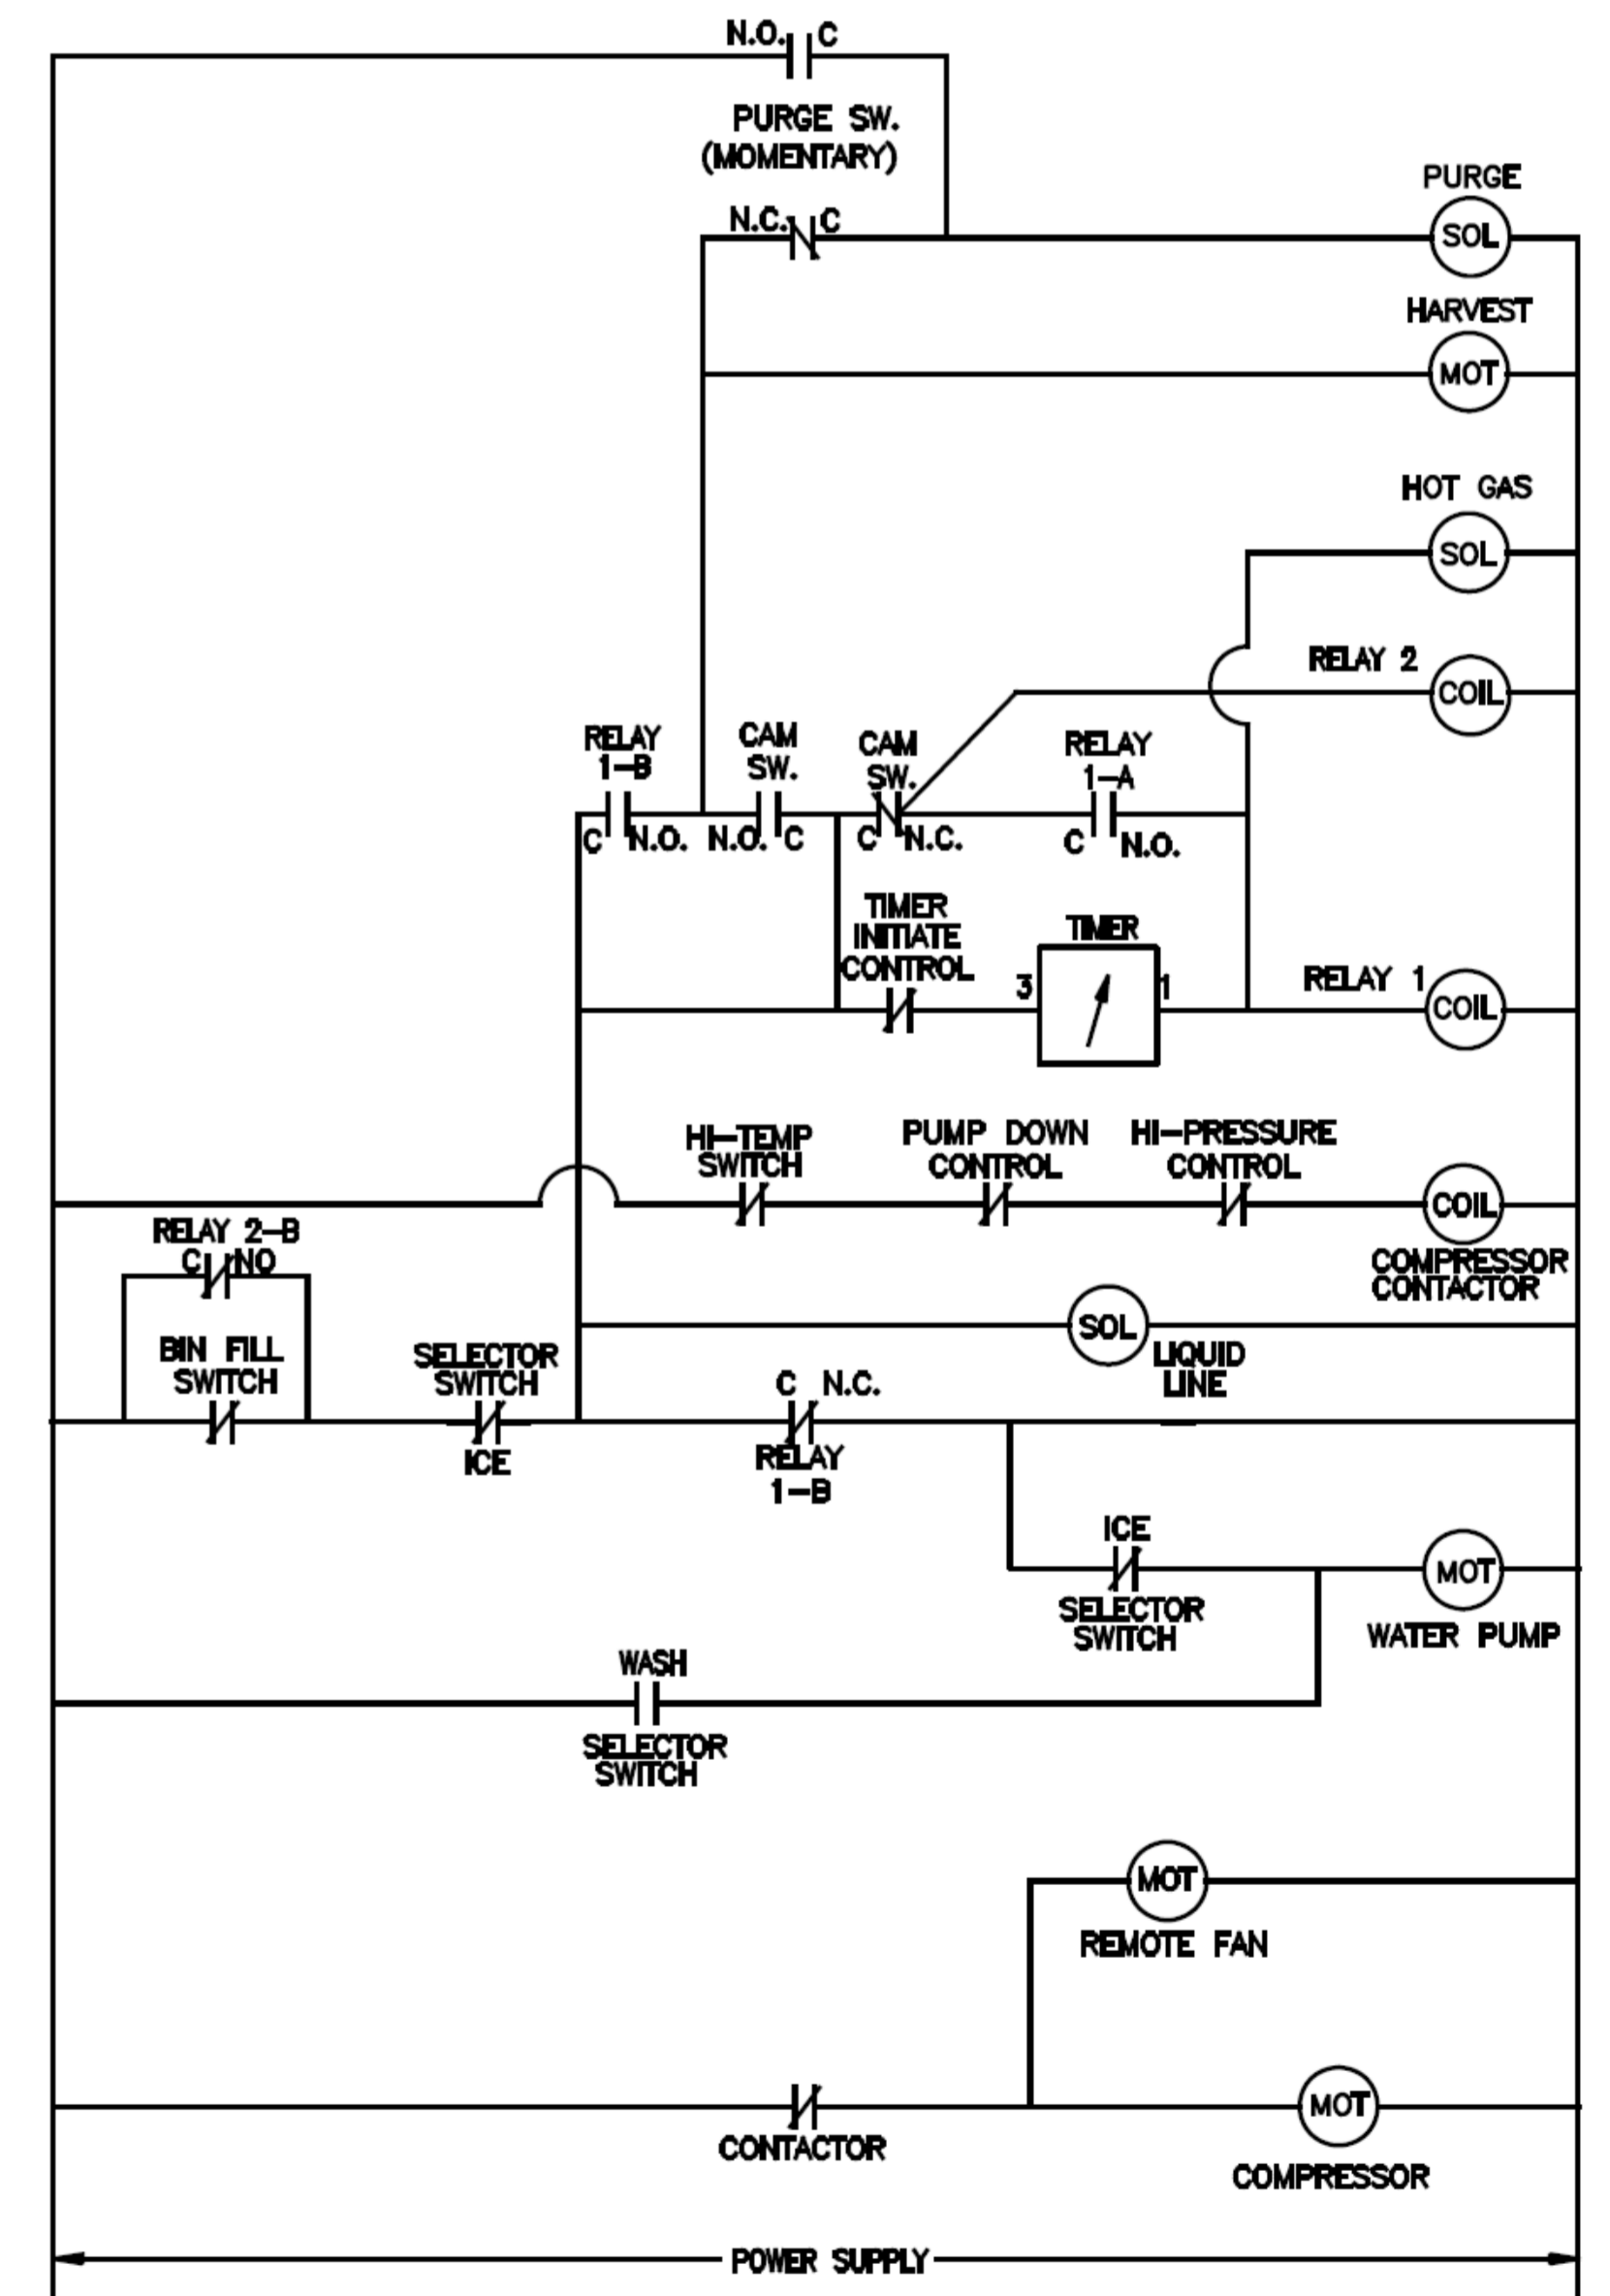 N.O. C
PURGE SW.
(MOMENTARY)
PURGE
N.C. C
SOL
HARVEST
MOT
HOT GAS
SOL
RELAY 2
COIL
RELAY
1-B
CAM
SW.
CAM
SW.
RELAY
1-A
C N.O.
N.O. C
C N.C.
C N.O.
TIMER
INITIATE
CONTROL
TIMER
3
1
RELAY 1
COIL
HI-TEMP
SWITCH
PUMP DOWN
CONTROL
HI-PRESSURE
CONTROL
COIL
COMPRESSOR
CONTACTOR
RELAY 2-B
C NO
SOL
LIQUID
LINE
BIN FILL
SWITCH
SELECTOR
SWITCH
ICE
C N.C.
RELAY
1-B
ICE
SELECTOR
SWITCH
MOT
WATER PUMP
WASH
SELECTOR
SWITCH
MOT
REMOTE FAN
CONTACTOR
MOT
COMPRESSOR
POWER SUPPLY